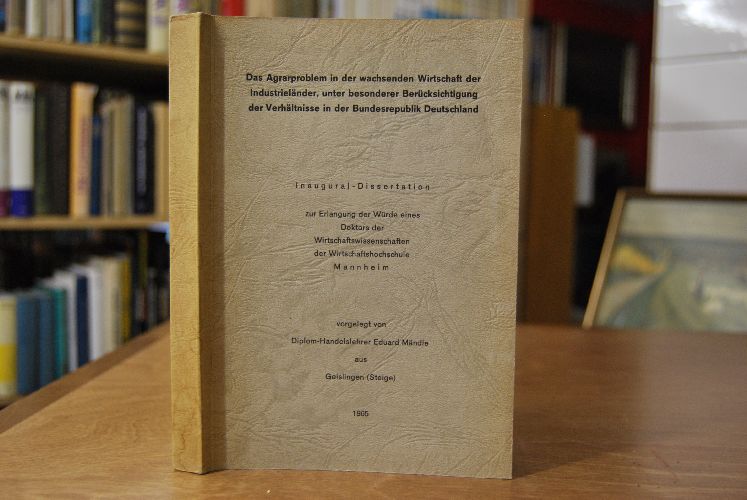 Das Agrarproblem in der wachsenden Wirtschaft der
Industrieländer, unter besonderer Berücksichtigung
der Verhältnisse in der Bundesrepublik Deutschland
Inaugural-Dissertation
zur Erlangung der Würde eines
Doktors der
Wirtschaftswissenschaften
der Wirtschaftshochschule
Mannheim
vorgelegt von
Diplom-Handelslehrer Eduard Mändle
aus
Geislingen (Steige)
1965